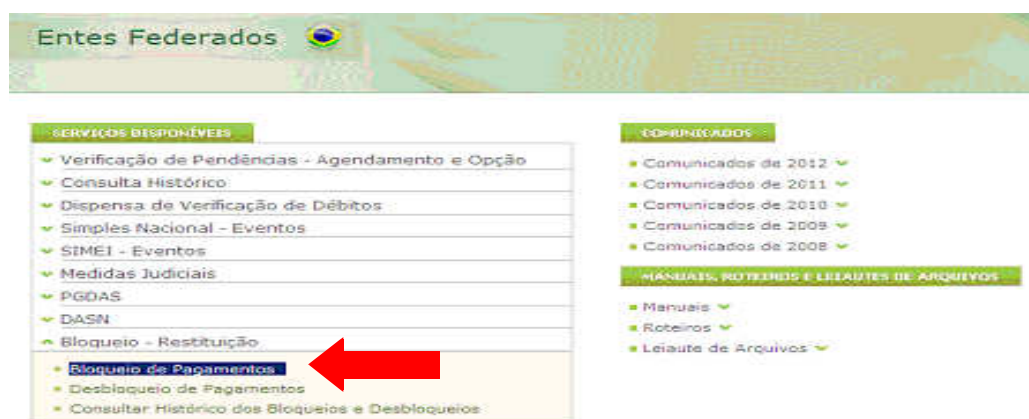 Entes Federados
SERVIÇOS DISPONÍVEIS
Verificação de Pendências - Agendamento e Opção
Consulta Histórico
Dispensa de Verificação de Débitos
Simples Nacional - Eventos
SIMEI - Eventos
Medidas Judiciais
PGDAS
DASN
Bloqueio - Restituição
Bloqueio de Pagamentos
Desbloqueio de Pagamentos
Consultar Histórico dos Bloqueios e Desbloqueios
COMUNICADOS
Comunicados de 2012
Comunicados de 2011
Comunicados de 2010
Comunicados de 2009
Comunicados de 2008
MANUAIS, ROTEIROS E LEIAUTES DE ARQUIVOS
Manuais
Roteiros
Leiaute de Arquivos